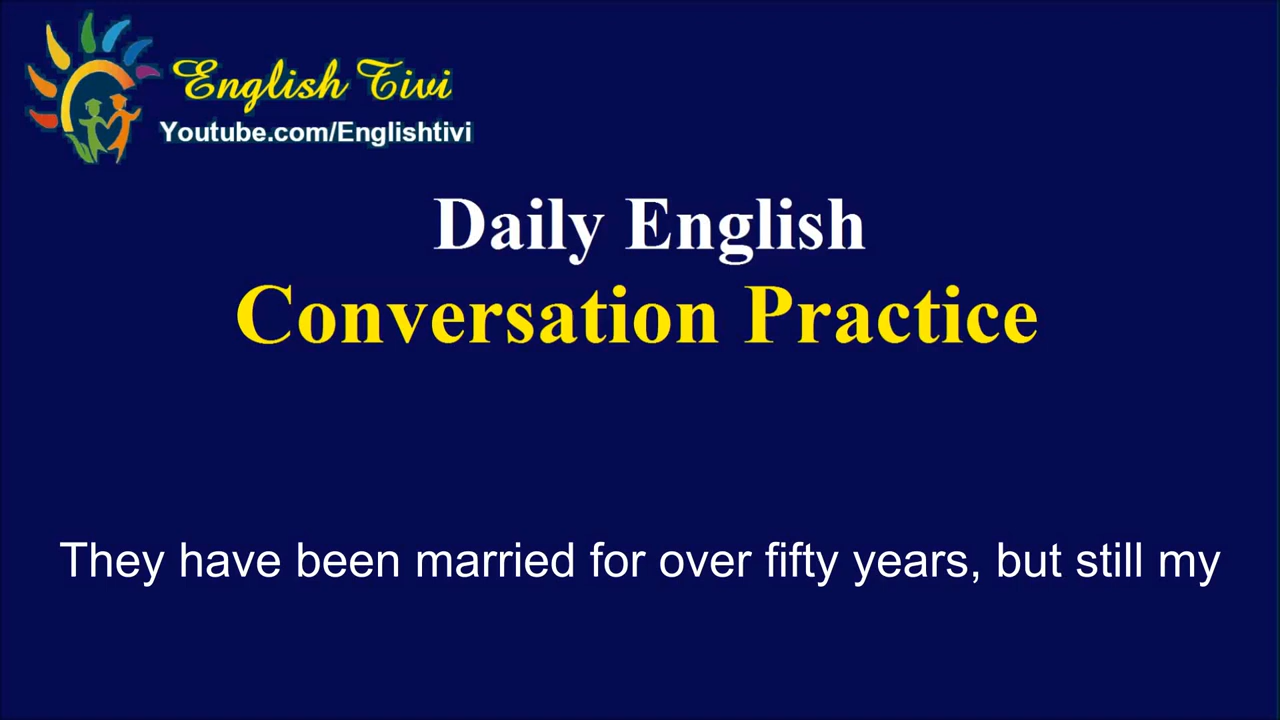 English Tivi
Youtube.com/Englishtivi
Daily English
Conversation Practice
They have been married for over fifty years, but still my